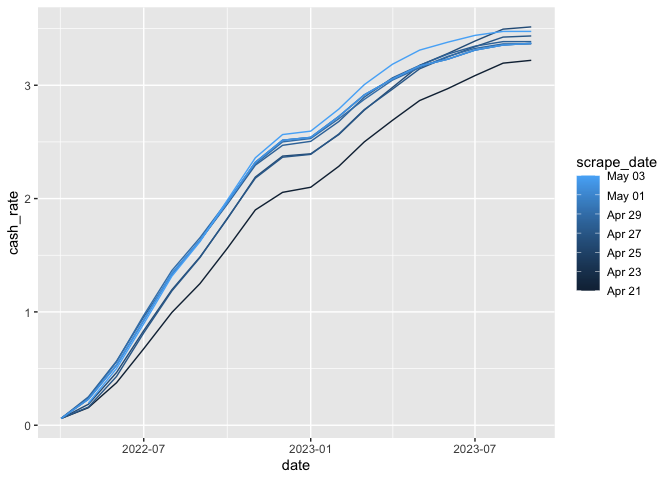 cash_rate
3
2
1
0
2022-07
2023-01
2023-07
date
scrape_date
May 03
May 01
Apr 29
Apr 27
Apr 25
Apr 23
Apr 21